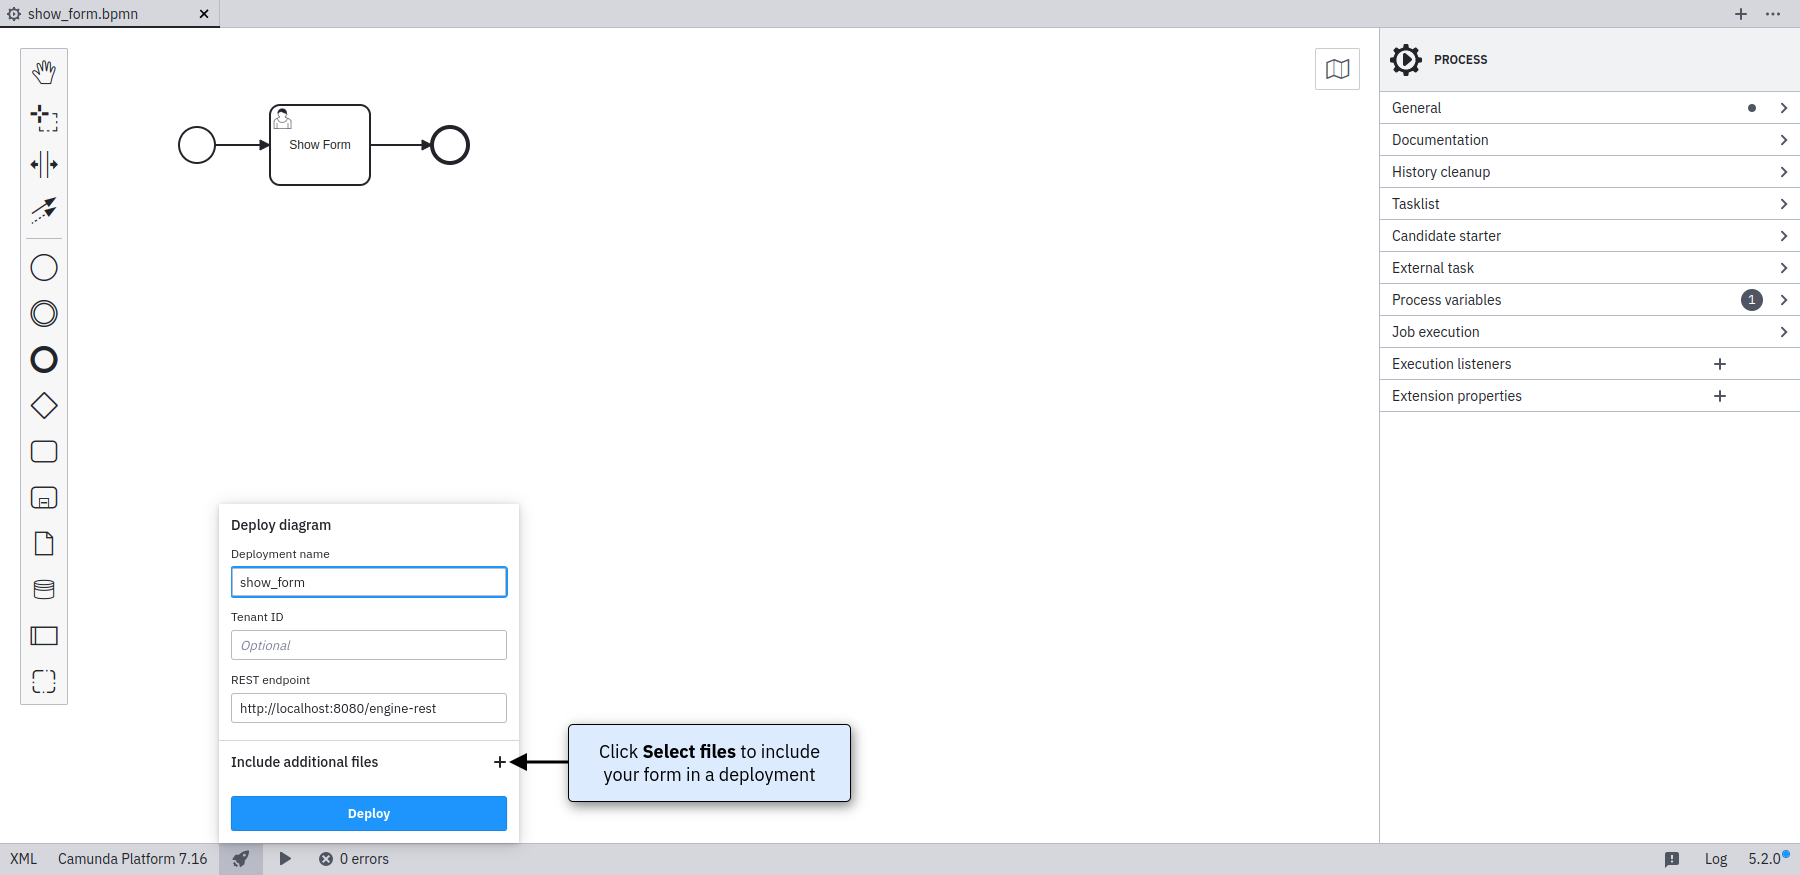 show_form.bpmn
PROCESS
General
Documentation
History cleanup
Tasklist
Candidate starter
External task
Process variables 1
Job execution
Execution listeners
Extension properties
Show Form
Deploy diagram
Deployment name
show_form
Tenant ID
Optional
REST endpoint
http://localhost:8080/engine-rest
Include additional files
Deploy
Click Select files to include
your form in a deployment
XML Camunda Platform 7.16 0 errors Log 5.2.0